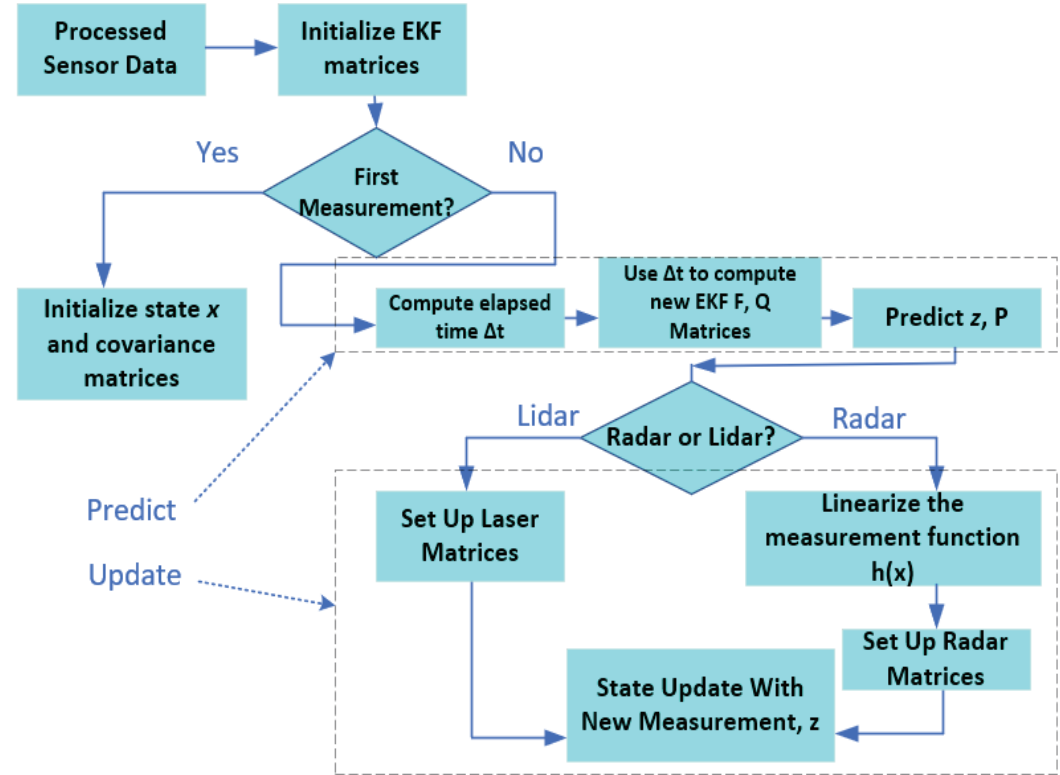 Processed
Sensor Data
Initialize EKF
matrices
Yes
No
First
Measurement?
Initialize state x
and covariance
matrices
Compute elapsed
time Δt
Use Δt to compute
new EKF F, Q
Matrices
Predict z, P
Lidar
Radar or Lidar?
Radar
Predict
Update
Set Up Laser
Matrices
Linearize the
measurement function
h(x)
Set Up Radar
Matrices
State Update With
New Measurement, z